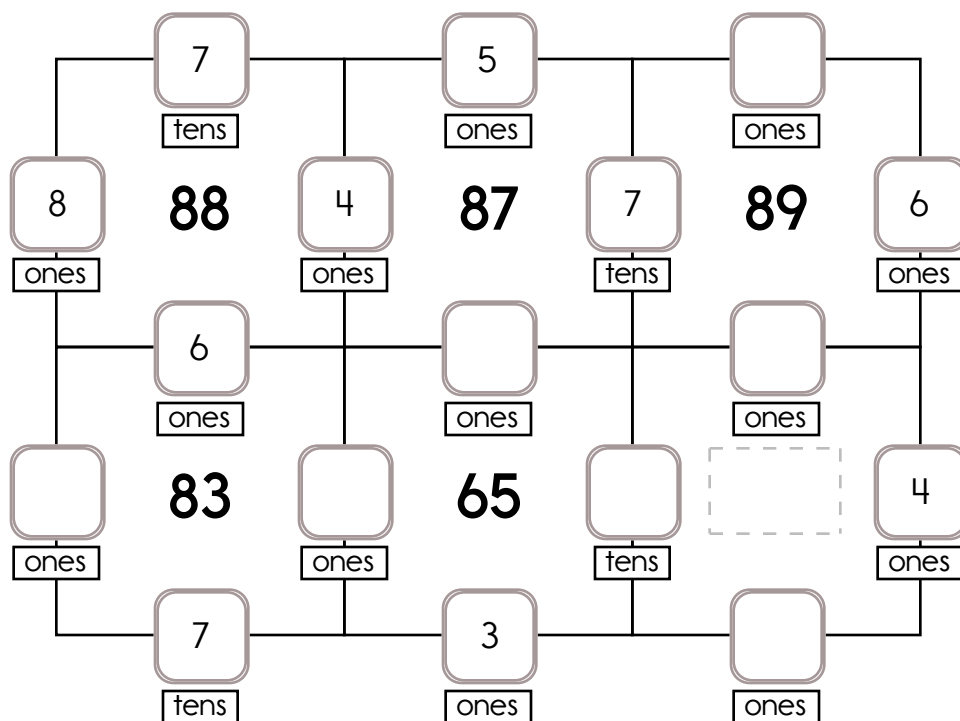 7 5
tens ones ones
8 88 4 87 7 89 6
ones ones tens ones
6
ones ones ones
83 65 4
ones ones tens ones
7 3
tens ones ones